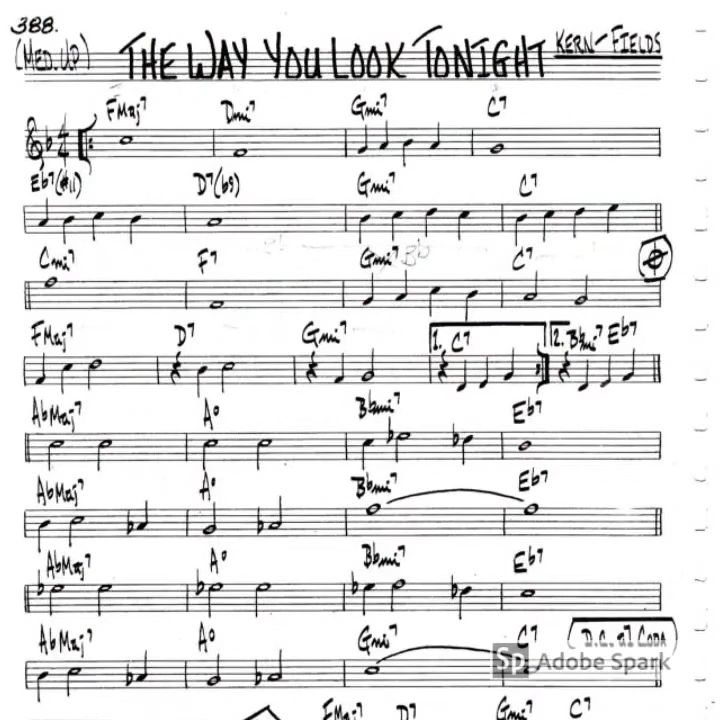 388.
(MED. UP) THE WAY YOU LOOK TONIGHT KERN-FIELDS
FMaj7 Dmi7 Gmi7 C7
Eb7(#11) D7(b9) Gmi7 C7
Cmi7 F7 Gmi7 Bb C7
FMaj7 D7 Gmi7 1. C7 2. Bbmi7 Eb7
AbMaj7 A° Bbmi7 Eb7
AbMaj7 A° Bbmi7 Eb7
AbMaj7 A° Bbmi7 Eb7
AbMaj7 A° Gmi7 C7 (D.C. al CODA)
Sp Adobe Spark
FMaj7 D7 Gmi7 C7